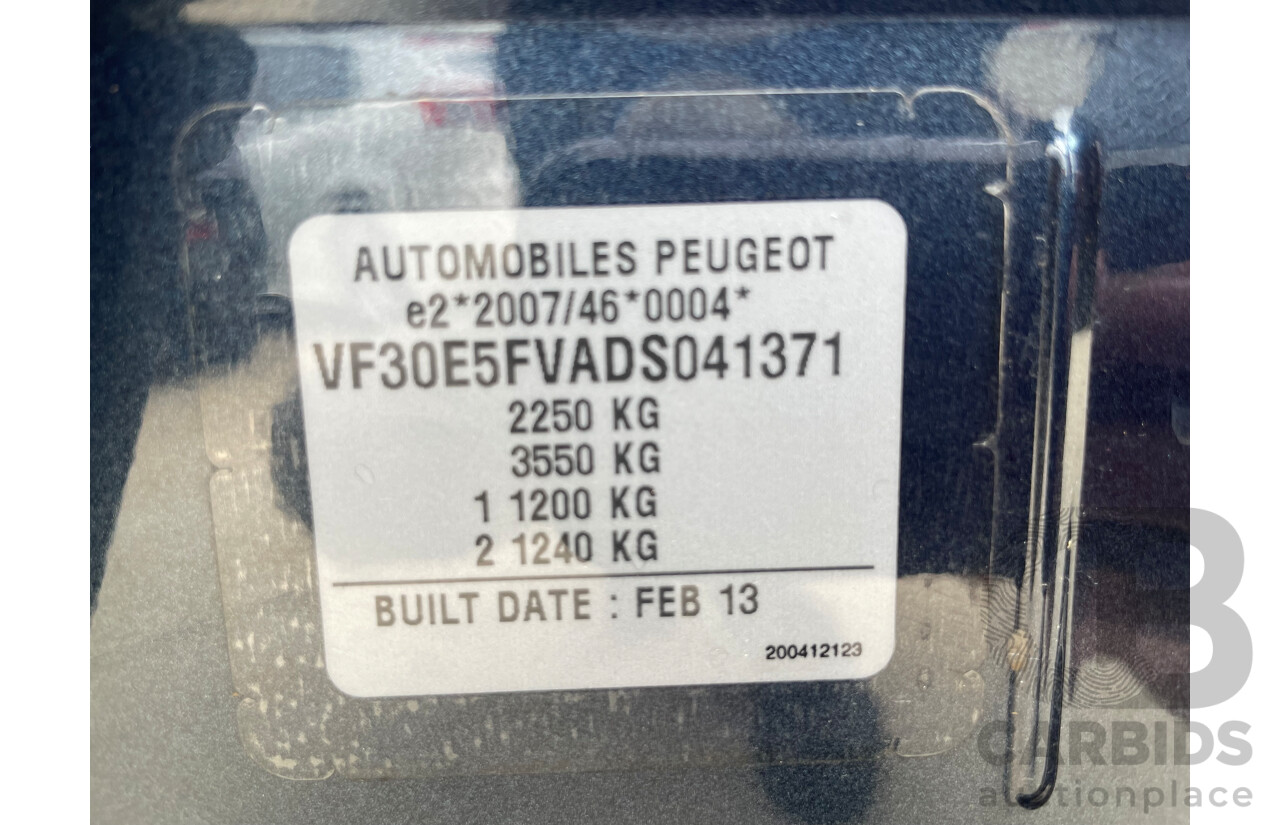 AUTOMOBILES PEUGEOT
e2*2007/46*0004*
VF30E5FVADS041371
2250 KG
3550 KG
1 1200 KG
2 1240 KG
BUILT DATE : FEB 13
200412123
CARBIDS
auctionplace